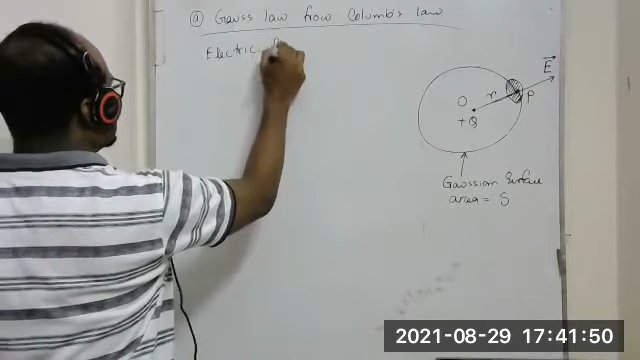 ① Gauss law from Columb's law
Electric
E
r
P
O
+Q
Gaussian Surface
area = S
2021-08-29 17:41:50